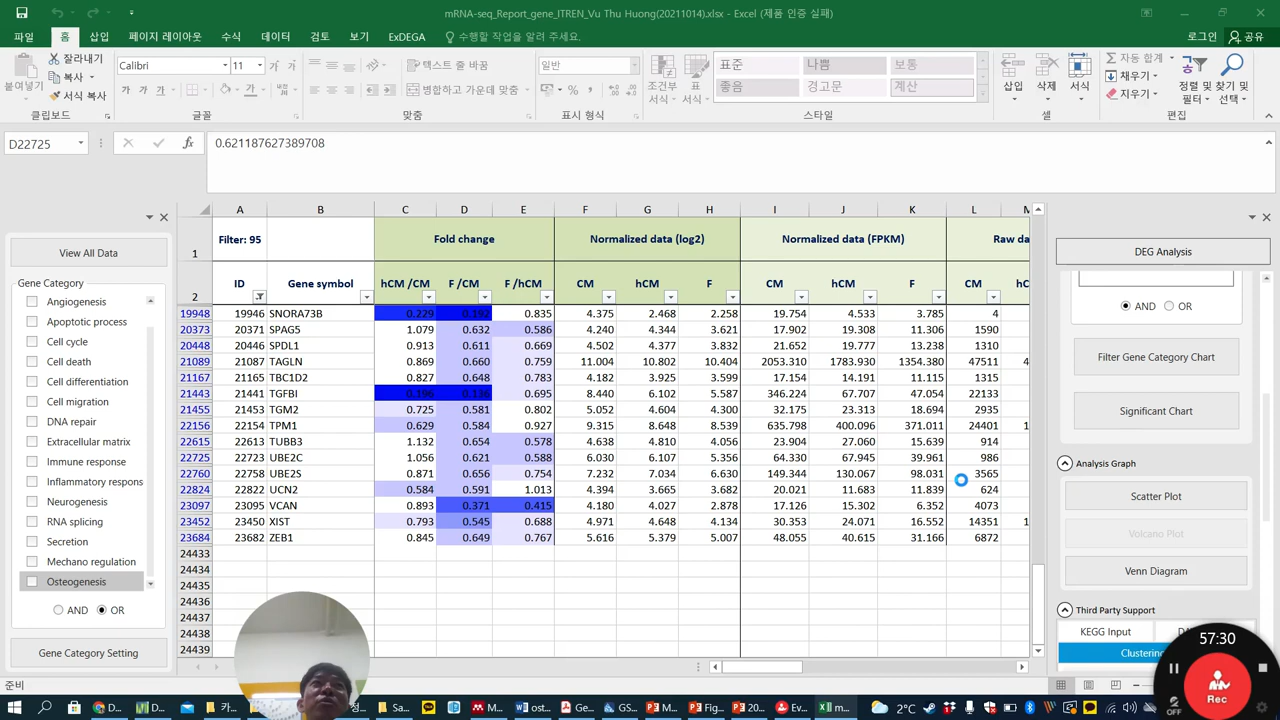 mRNA-seq_Report_gene_ITREN_Vu Thu Huong(20211014).xlsx - Excel (제품 인증 실패)
파일 홈 삽입 페이지 레이아웃 수식 데이터 검토 보기 ExDEGA 수행할 작업을 알려 주세요. 로그인 공유
붙여넣기 잘라내기 복사 서식 복사
Calibri 11 가 가
가 가 가 가
텍스트 줄 바꿈
병합하고 가운데 맞춤
일반
조건부 서식 표 서식
표준 나쁨 보통
좋음 경고문 계산
삽입 삭제 서식
자동 합계
채우기
지우기
정렬 및 필터 찾기 및 선택
클립보드 글꼴 맞춤 표시 형식 스타일 셀 편집
D22725 fx 0.621187627389708
View All Data
Gene Category
Angiogenesis
Apoptotic process
Cell cycle
Cell death
Cell differentiation
Cell migration
DNA repair
Extracellular matrix
Immune response
Inflammatory respons
Neurogenesis
RNA splicing
Secretion
Mechano regulation
Osteogenesis
AND OR
Gene Category Setting
A B C D E F G H I J K L M
1 Filter: 95 Fold change Normalized data (log2) Normalized data (FPKM) Raw da
2 ID Gene symbol hCM /CM F /CM F /hCM CM hCM F CM hCM F CM hC
19948 19946 SNORA73B 0.229 0.192 0.835 4.375 2.468 2.258 19.754 4.533 3.785 4
20373 20371 SPAG5 1.079 0.632 0.586 4.240 4.344 3.621 17.902 19.308 11.306 1590
20448 20446 SPDL1 0.913 0.611 0.669 4.502 4.377 3.832 21.652 19.777 13.238 1310
21089 21087 TAGLN 0.869 0.660 0.759 11.004 10.802 10.404 2053.310 1783.930 1354.380 47511 4
21167 21165 TBC1D2 0.827 0.648 0.783 4.182 3.925 3.599 17.154 14.191 11.115 1315
21443 21441 TGFBI 0.196 0.136 0.695 8.440 6.102 5.587 346.224 67.707 47.054 22133
21455 21453 TGM2 0.725 0.581 0.802 5.052 4.604 4.300 32.175 23.313 18.694 2935
22156 22154 TPM1 0.629 0.584 0.927 9.315 8.648 8.539 635.788 400.096 371.011 24401 1
22615 22613 TUBB3 1.132 0.654 0.578 4.638 4.810 4.056 23.904 27.060 15.639 914
22725 22723 UBE2C 1.056 0.621 0.588 6.030 6.107 5.356 64.330 67.945 39.961 986
22760 22758 UBE2S 0.871 0.656 0.754 7.232 7.034 6.630 149.344 130.067 98.031 3565
22824 22822 UCN2 0.584 0.591 1.013 4.394 3.665 3.682 20.021 11.683 11.839 624
23097 23095 VCAN 0.893 0.371 0.415 4.180 4.027 2.878 17.126 15.302 6.352 4073
23452 23450 XIST 0.793 0.545 0.688 4.971 4.648 4.134 30.353 24.071 16.552 14351 1
23684 23682 ZEB1 0.845 0.649 0.767 5.616 5.379 5.007 48.055 40.615 31.166 6872
24433
24434
24435
24436
24437
24438
24439
DEG Analysis
AND OR
Filter Gene Category Chart
Significant Chart
Analysis Graph
Scatter Plot
Volcano Plot
Venn Diagram
Third Party Support
KEGG Input
Clustering
57:30
Rec
OFF
준비
2°C